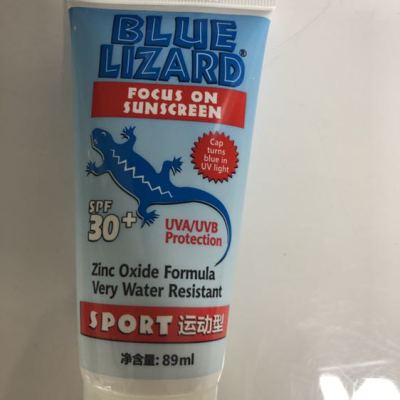 BLUE
LIZARD®
FOCUS ON
SUNSCREEN
Cap
turns
blue in
UV light
SPF
30+
UVA/UVB
Protection
Zinc Oxide Formula
Very Water Resistant
SPORT 运动型
净含量: 89ml